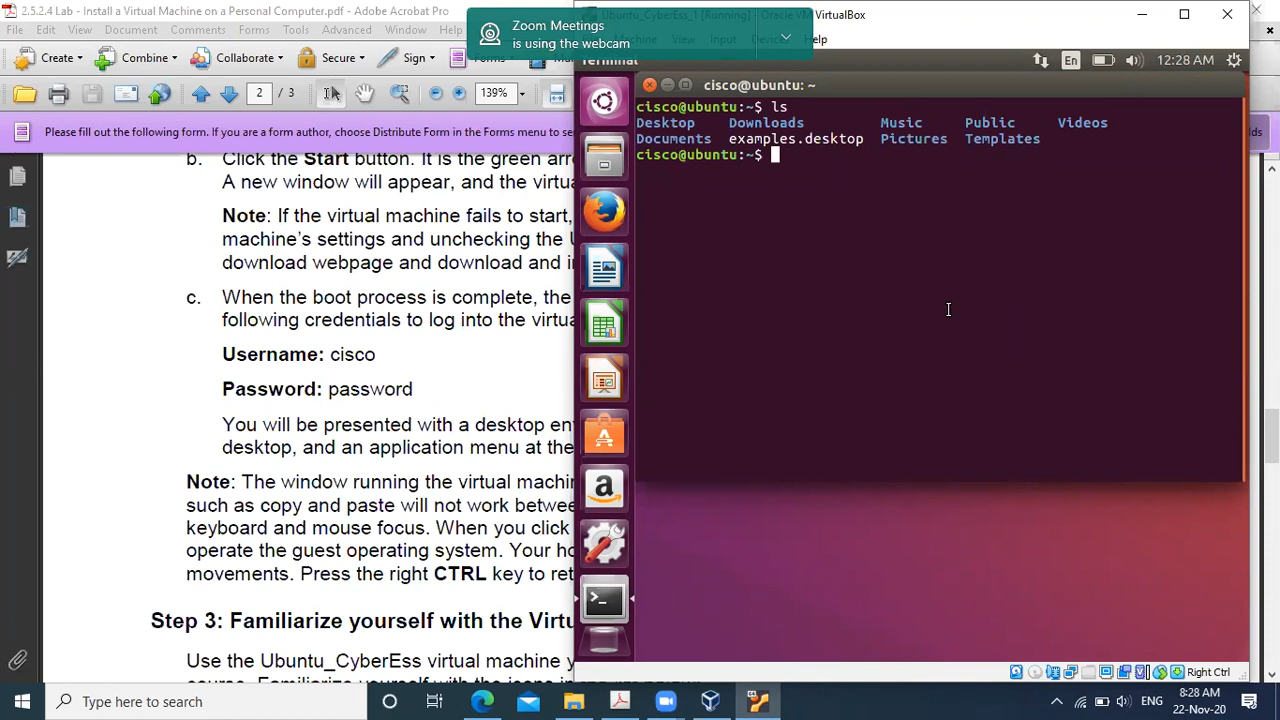 5.2.5.3 Lab - Install Virtual Machine on a Personal Computer.pdf - Adobe Acrobat Pro
Ubuntu_CyberEss_1 [Running] - Oracle VM VirtualBox
Zoom Meetings
is using the webcam
Forms Tools Advanced Window Help
Machine View Input Devices Help
Combine Collaborate Secure Sign Forms
Terminal
En 12:28 AM
2 / 3 139%
cisco@ubuntu: ~
Please fill out the following form. If you are a form author, choose Distribute Form in the Forms menu to se
cisco@ubuntu:~$ ls
Desktop Downloads Music Public Videos
Documents examples.desktop Pictures Templates
cisco@ubuntu:~$
b. Click the Start button. It is the green arr
A new window will appear, and the virtua
Note: If the virtual machine fails to start,
machine's settings and unchecking the U
download webpage and download and in
c. When the boot process is complete, the
following credentials to log into the virtua
Username: cisco
Password: password
You will be presented with a desktop en
desktop, and an application menu at the
Note: The window running the virtual machin
such as copy and paste will not work betwee
keyboard and mouse focus. When you click
operate the guest operating system. Your ho
movements. Press the right CTRL key to ret
Step 3: Familiarize yourself with the Virtu
Use the Ubuntu_CyberEss virtual machine y
course. Familiarize yourself with the icons i
Right Ctrl
Type here to search
ENG
8:28 AM
22-Nov-20